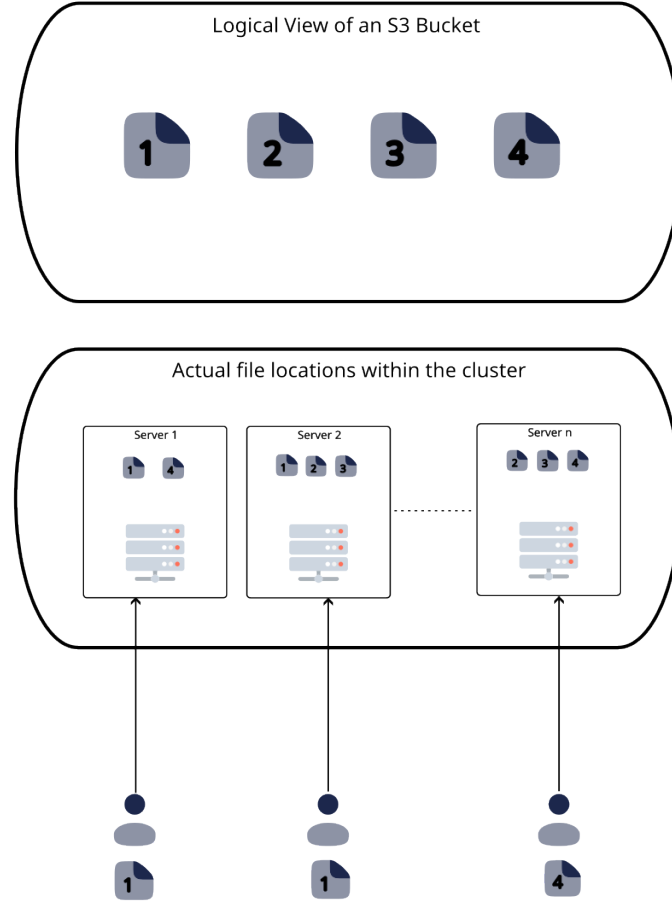 Logical View of an S3 Bucket
1 2 3 4
Actual file locations within the cluster
Server 1 Server 2 Server n
1 4 1 2 3 2 3 4
1 1 4